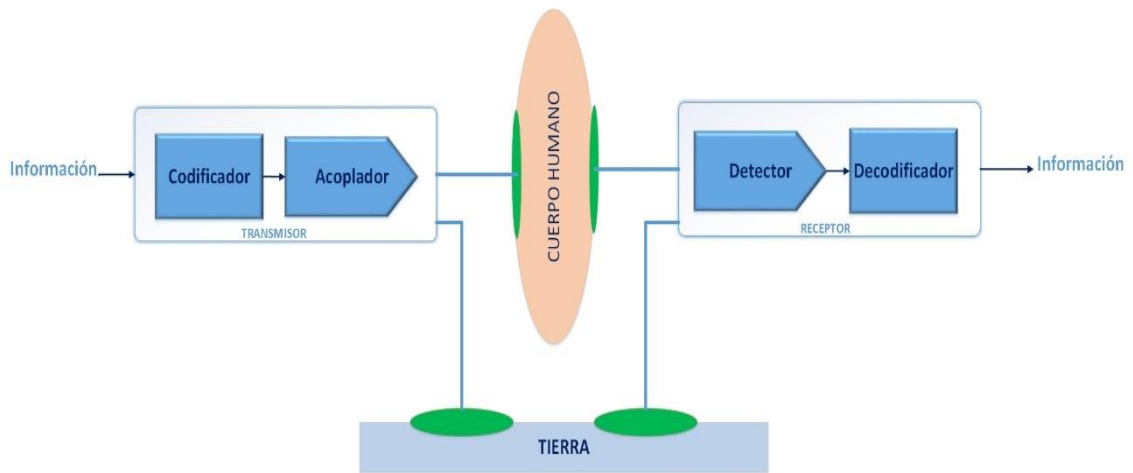 Información
Codificador
Acoplador
TRANSMISOR
CUERPO HUMANO
Detector
Decodificador
RECEPTOR
Información
TIERRA